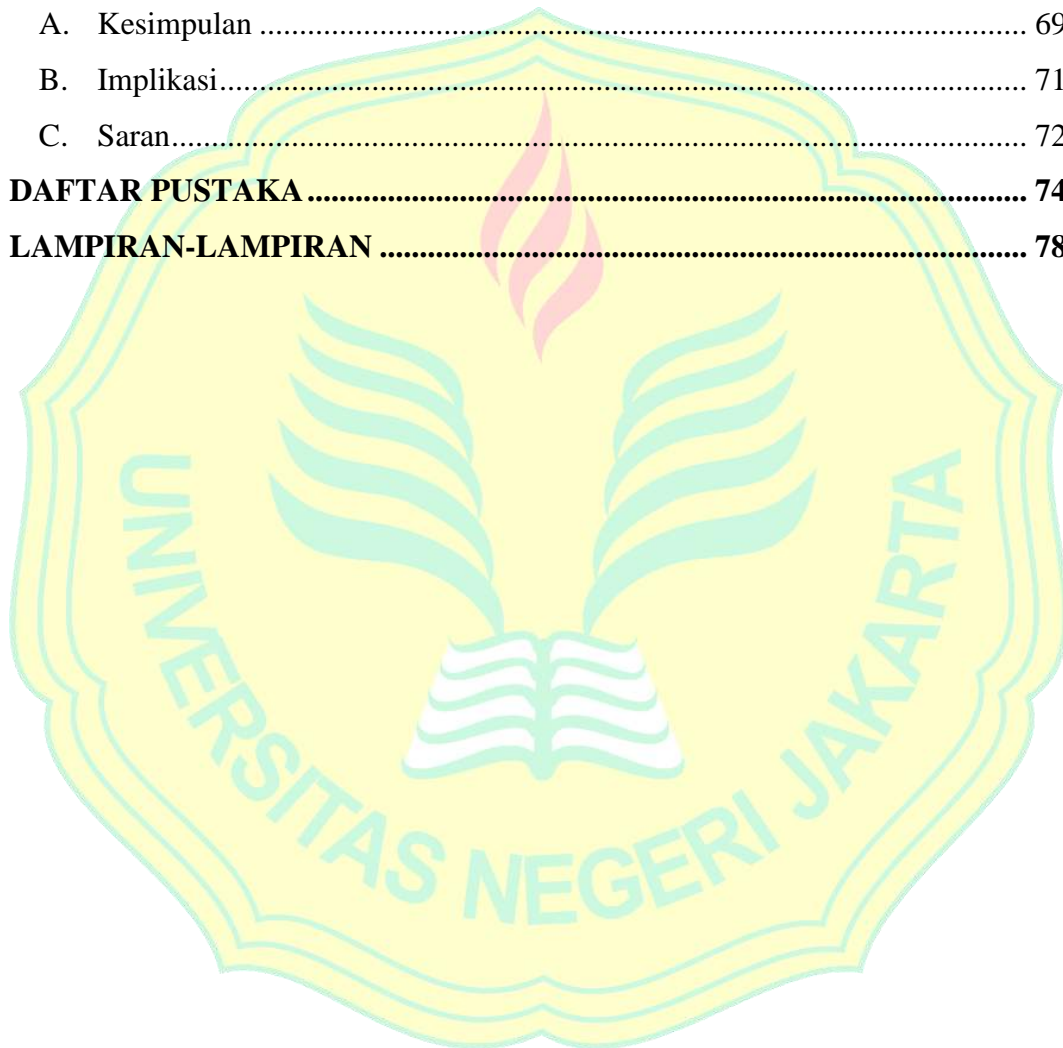 A. Kesimpulan ........................................................................................................ 69
B. Implikasi............................................................................................................. 71
C. Saran................................................................................................................... 72
DAFTAR PUSTAKA ............................................................................................... 74
LAMPIRAN-LAMPIRAN ...................................................................................... 78
UNIVERSITAS NEGERI JAKARTA